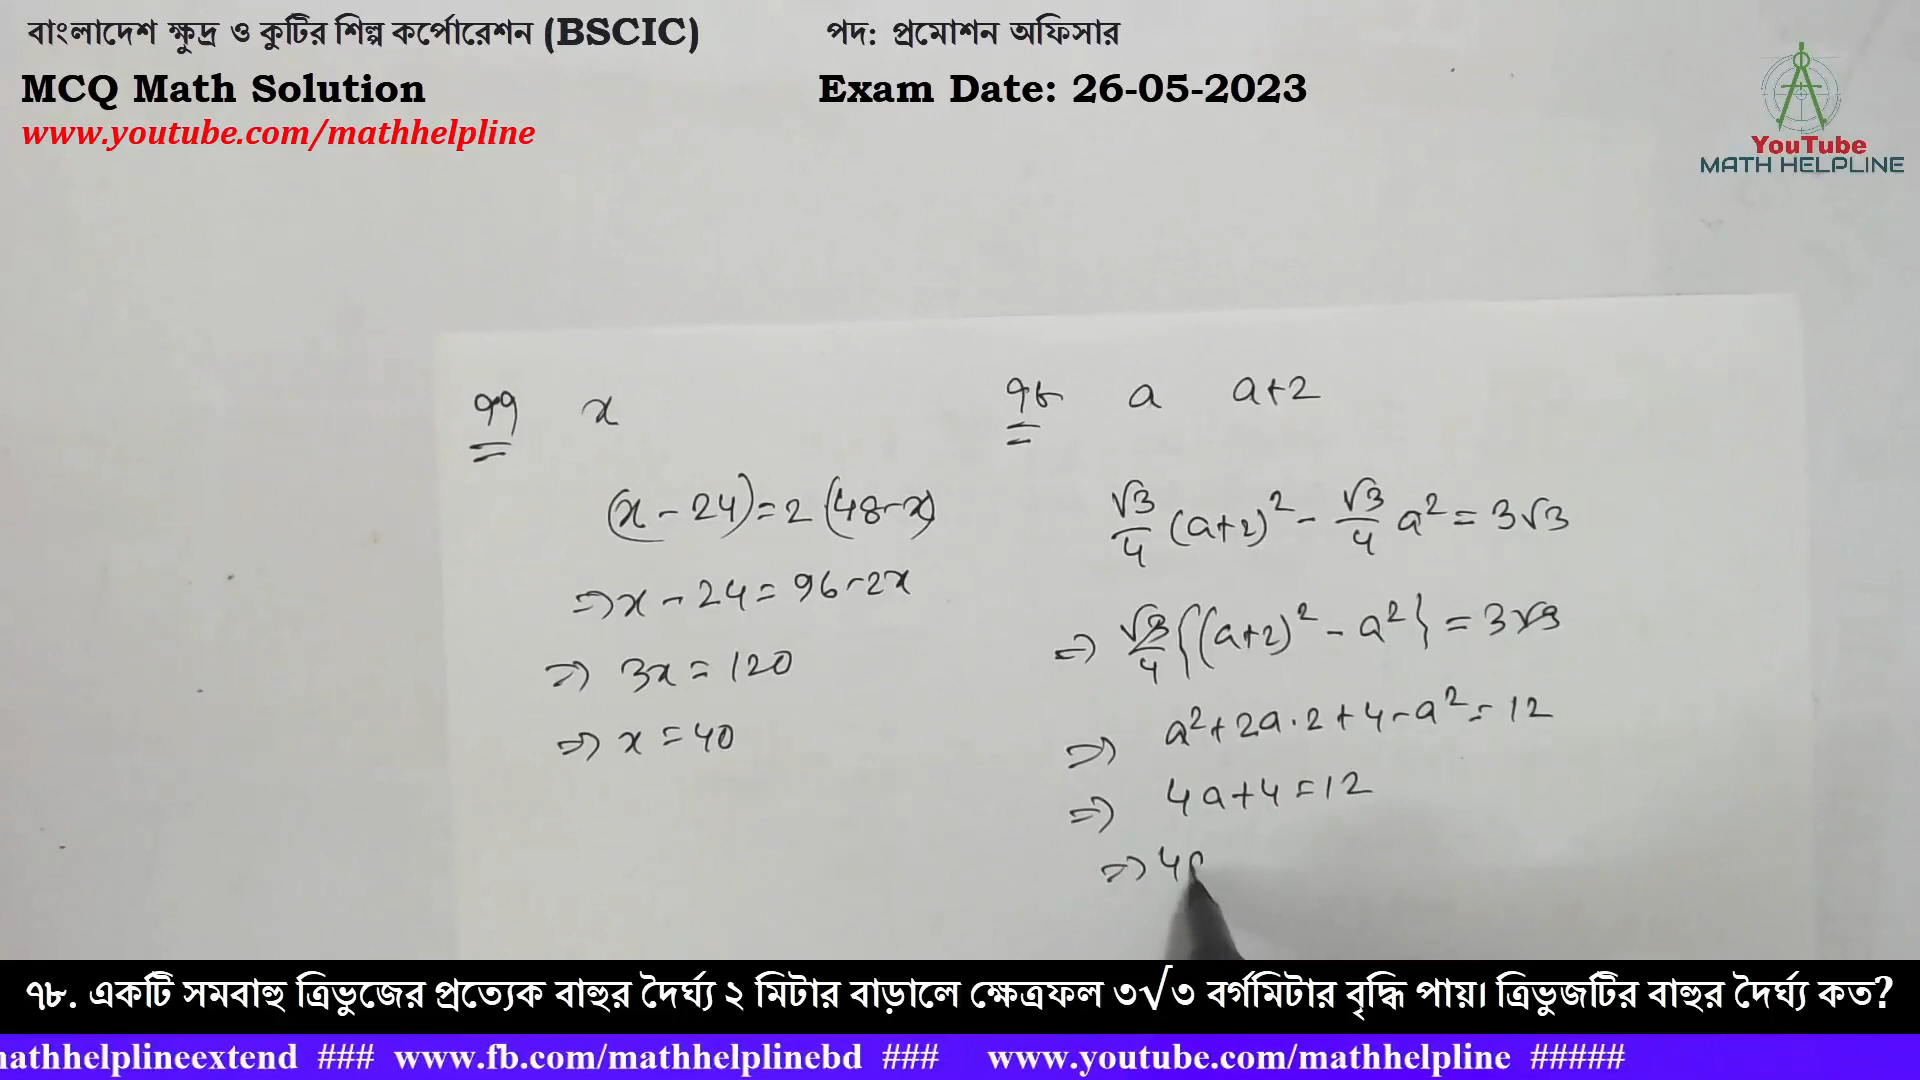 বাংলাদেশ ক্ষুদ্র ও কুটির শিল্প কর্পোরেশন (BSCIC)
পদ: প্রমোশন অফিসার
MCQ Math Solution
Exam Date: 26-05-2023
www.youtube.com/mathhelpline
YouTube
MATH HELPLINE
৭৭ x
(x - 24) = 2 (48 - x)
⇒ x - 24 = 96 - 2x
⇒ 3x = 120
⇒ x = 40
৭৮ a a+2
√3/4 (a+2)² - √3/4 a² = 3√3
⇒ √3/4 {(a+2)² - a²} = 3√3
⇒ a² + 2a·2 + 4 - a² = 12
⇒ 4a + 4 = 12
⇒ 4
৭৮. একটি সমবাহু ত্রিভুজের প্রত্যেক বাহুর দৈর্ঘ্য ২ মিটার বাড়ালে ক্ষেত্রফল ৩√৩ বর্গমিটার বৃদ্ধি পায়। ত্রিভুজটির বাহুর দৈর্ঘ্য কত?
mathhelplineextend ### www.fb.com/mathhelplinebd ### www.youtube.com/mathhelpline #####